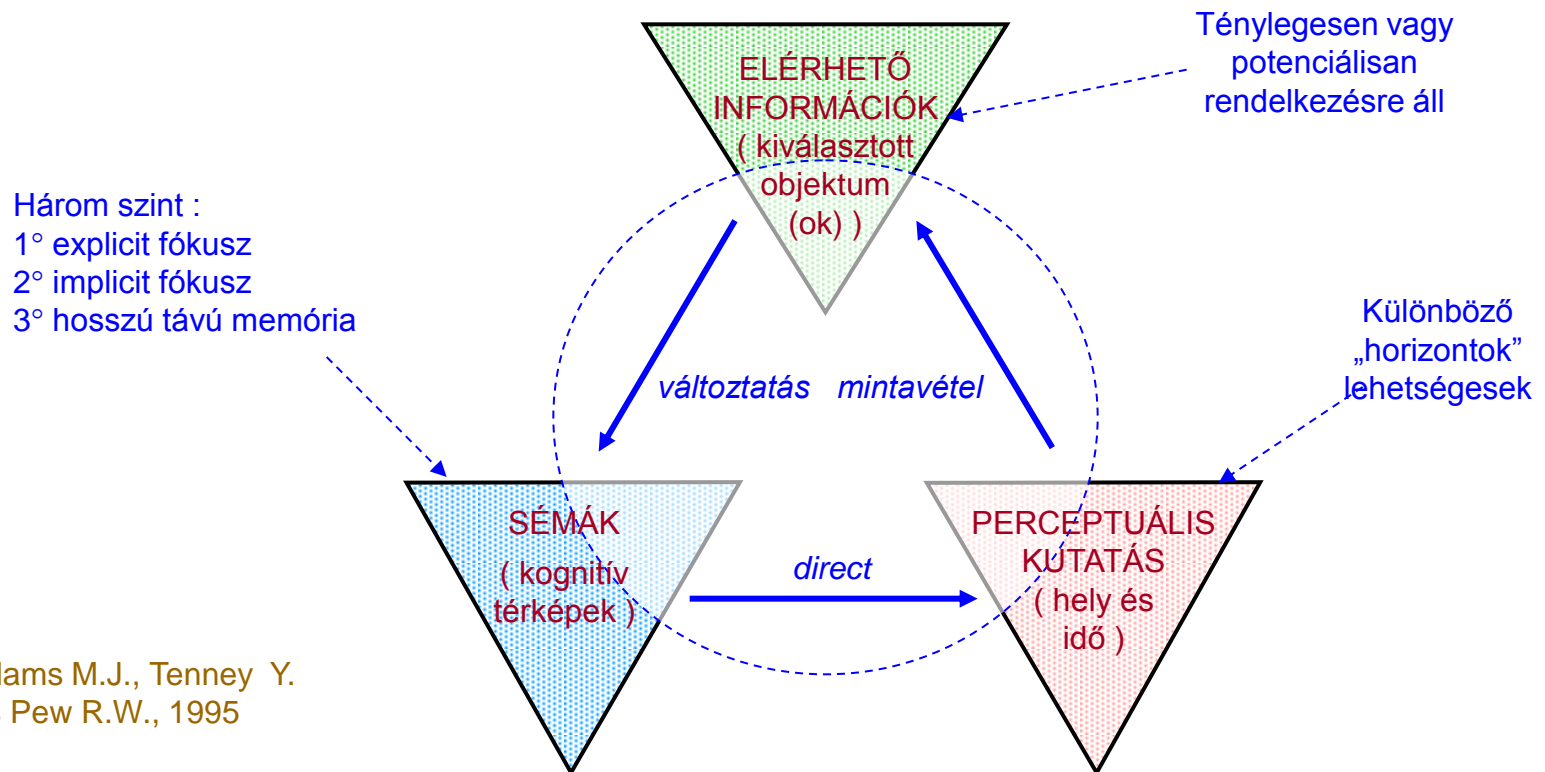 Ténylegesen vagy
potenciálisan
rendelkezésre áll
ELÉRHETŐ
INFORMÁCIÓK
( kiválasztott
objektum
(ok) )
Három szint :
1° explicit fókusz
2° implicit fókusz
3° hosszú távú memória
Különböző
„horizontok”
lehetségesek
változtatás mintavétel
SÉMÁK
( kognitív
térképek )
direct
PERCEPTUÁLIS
KUTATÁS
( hely és
idő )
M.J., Tenney Y.
Pew R.W., 1995